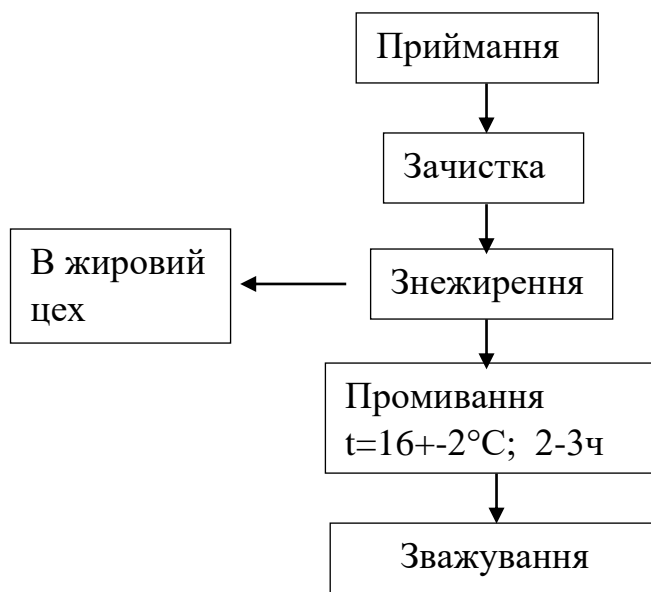 Приймання
Зачистка
В жировий
цех
Знежирення
Промивання
t=16+-2°С; 2-3ч
Зважування